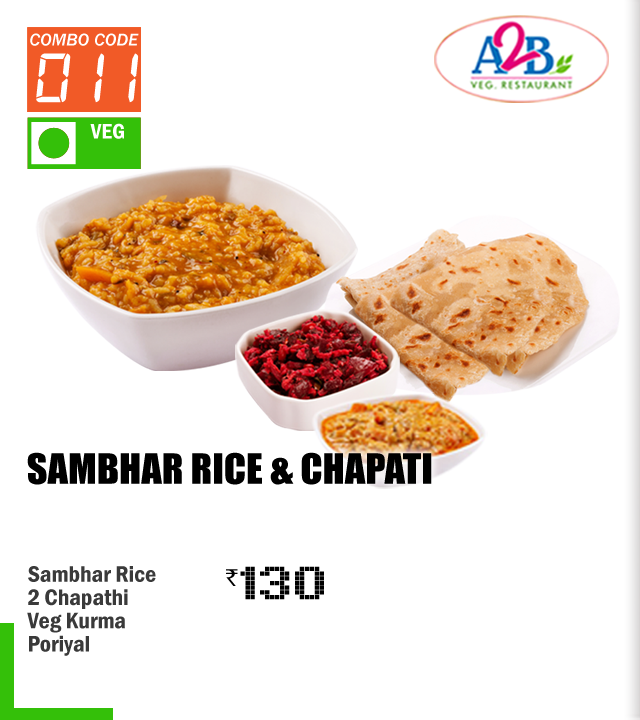 COMBO CODE
011
VEG
A2B
VEG. RESTAURANT
SAMBHAR RICE & CHAPATI
Sambhar Rice
2 Chapathi
Veg Kurma
Poriyal
₹130